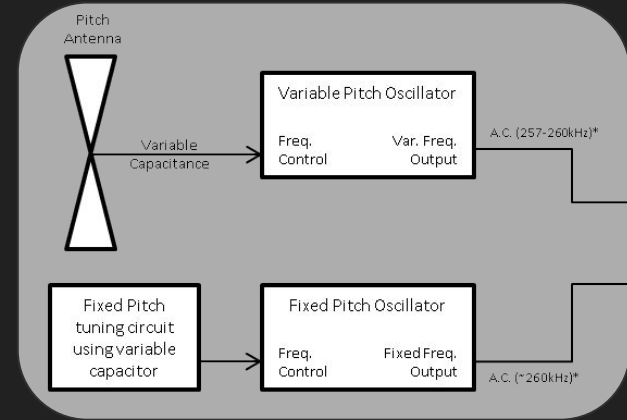 Pitch
Antenna
Variable
Capacitance
Variable Pitch Oscillator
Freq.
Control
Var. Freq.
Output
A.C. (257-260kHz)*
Fixed Pitch
tuning circuit
using variable
capacitor
Fixed Pitch Oscillator
Freq.
Control
Fixed Freq.
Output
A.C. (~260kHz)*